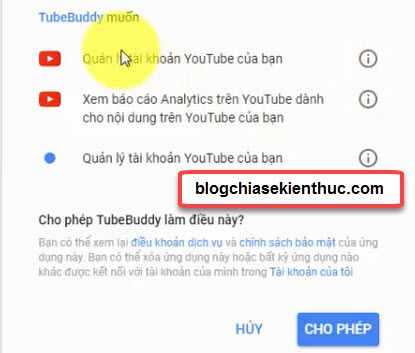 TubeBuddy muốn
Quản lý tài khoản YouTube của bạn
Xem báo cáo Analytics trên YouTube dành
cho nội dung trên YouTube của bạn
Quản lý tài khoản YouTube của bạn
blogchiasekienthuc.com
Cho phép TubeBuddy làm điều này?
Bạn có thể xem lại điều khoản dịch vụ và chính sách bảo mật của ứng
dụng này. Bạn có thể xóa ứng dụng này hoặc bất kỳ ứng dụng nào
khác được kết nối với tài khoản của mình trong Tài khoản của tôi
HỦY
CHO PHÉP